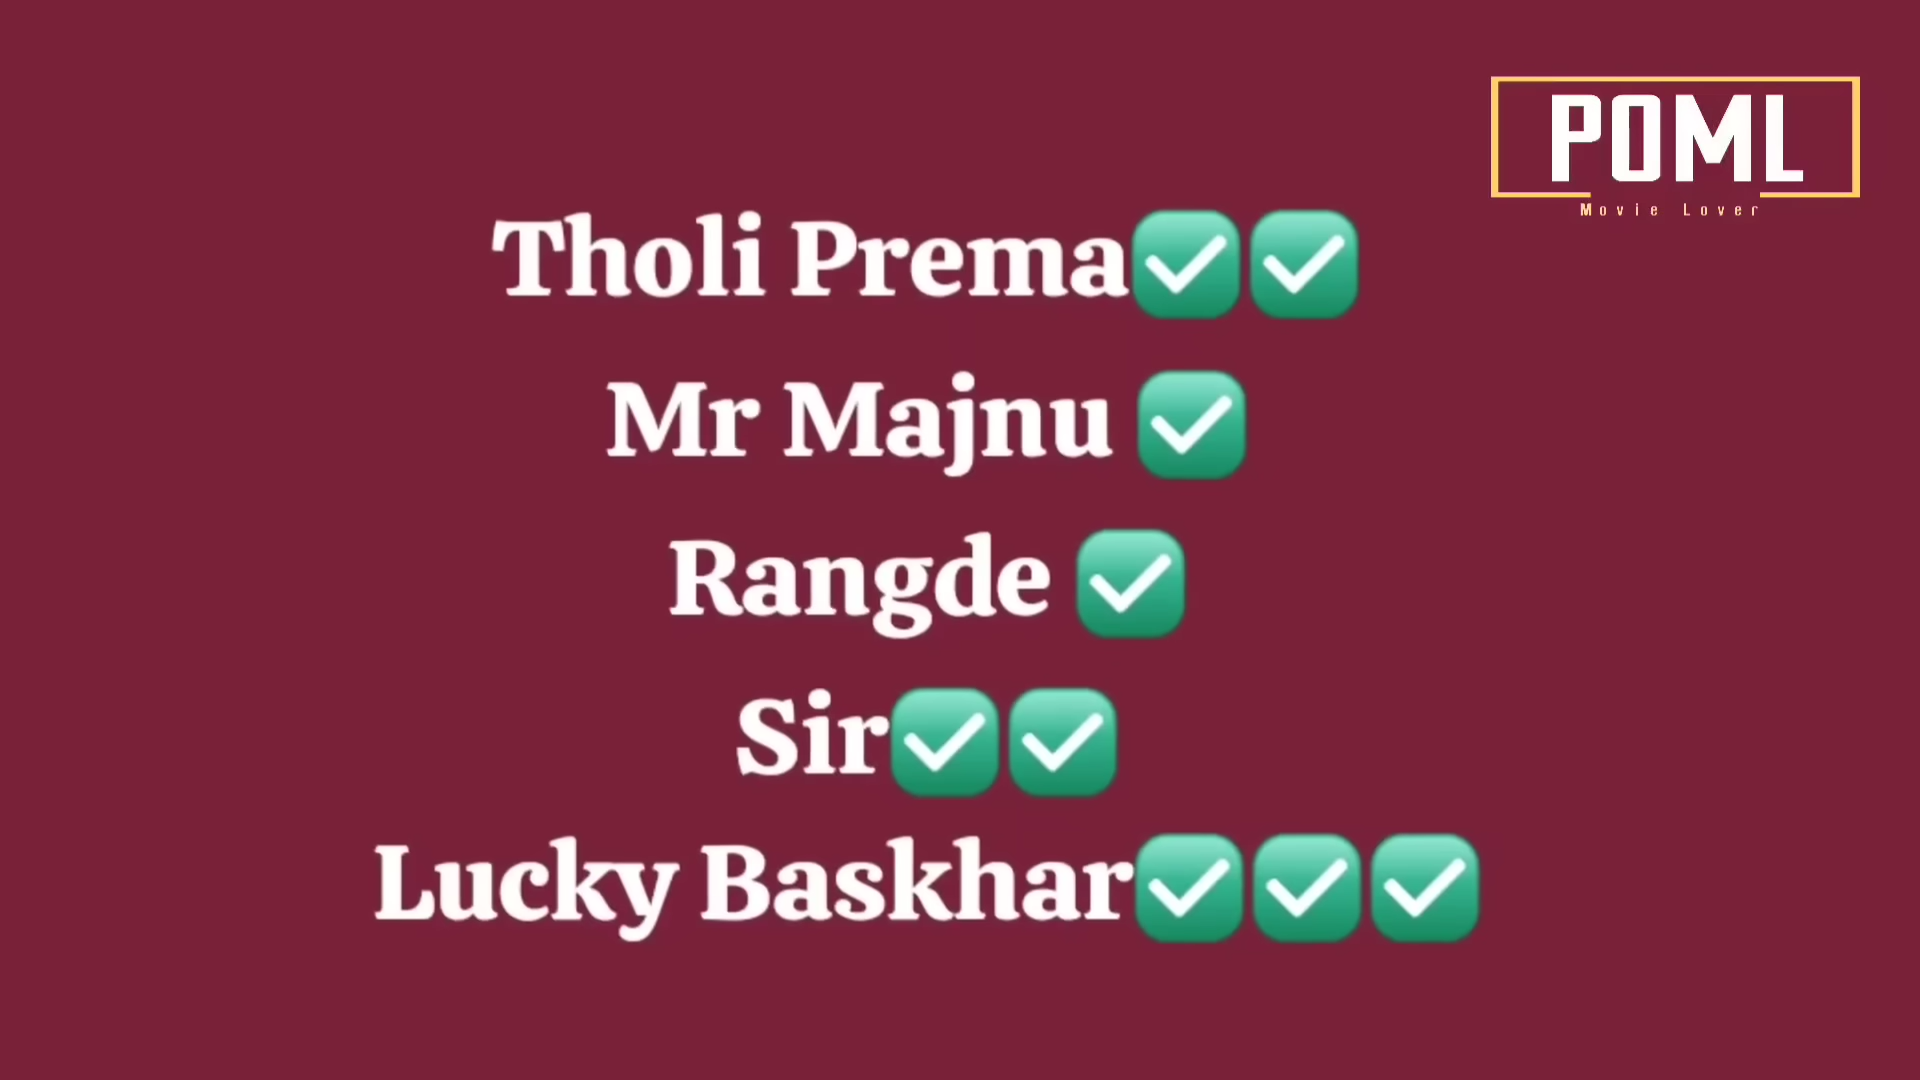 POML
Movie Lover
Tholi Prema✅✅
Mr Majnu ✅
Rangde ✅
Sir✅✅
Lucky Baskhar✅✅✅